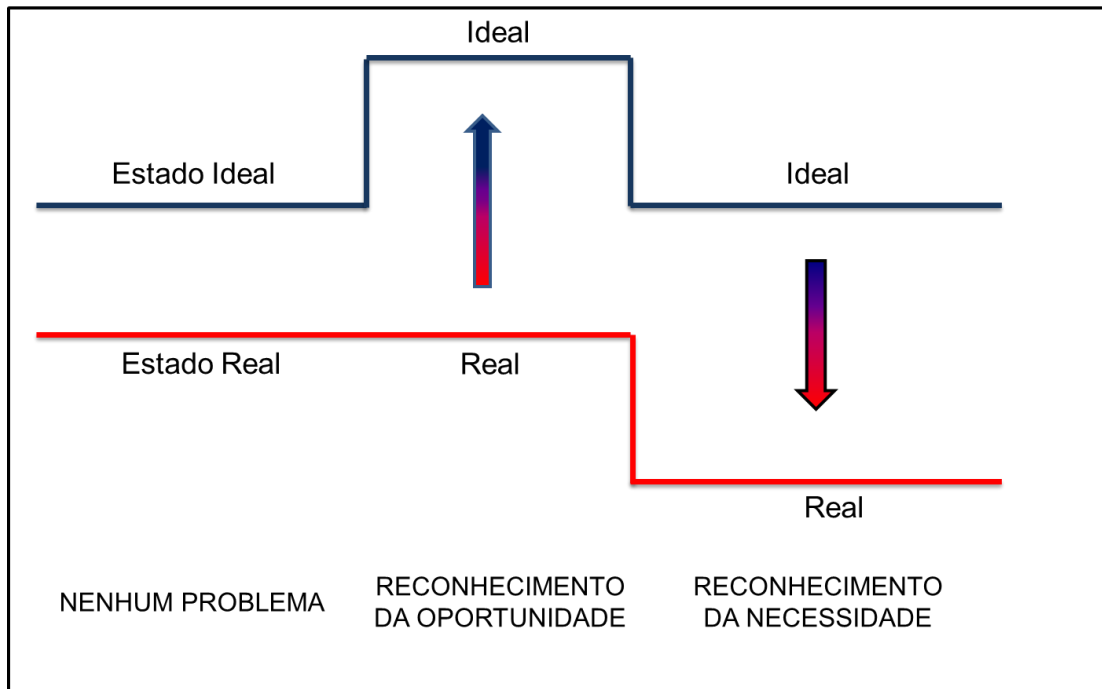 Ideal
Estado Ideal
Ideal
Estado Real
Real
Real
NENHUM PROBLEMA
RECONHECIMENTO
DA OPORTUNIDADE
RECONHECIMENTO
DA NECESSIDADE